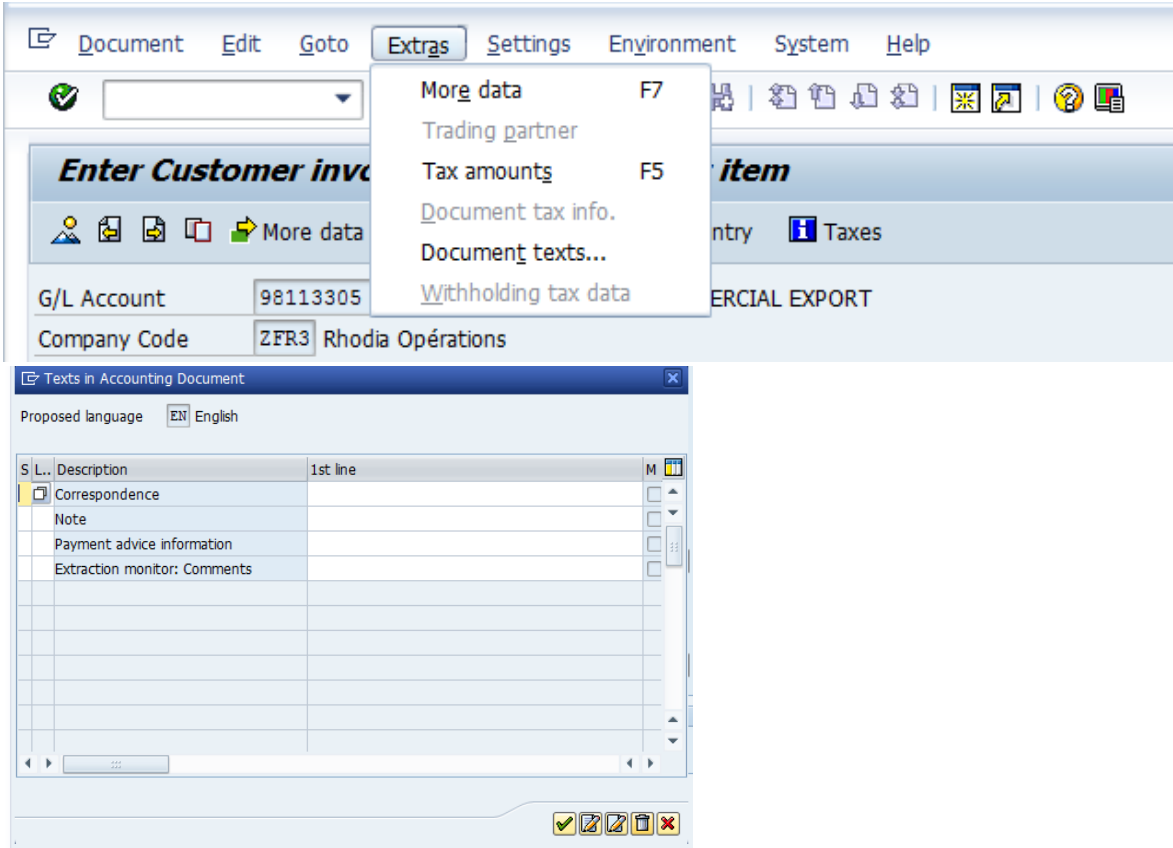 Document Edit Goto Extras Settings Environment System Help
More data F7
Trading partner
Tax amounts F5
Document tax info.
Document texts...
Withholding tax data
Enter Customer invo item
More data ntry Taxes
G/L Account 98113305 ERCIAL EXPORT
Company Code ZFR3 Rhodia Opérations
Texts in Accounting Document
Proposed language EN English
S L.. Description 1st line M
Correspondence
Note
Payment advice information
Extraction monitor: Comments